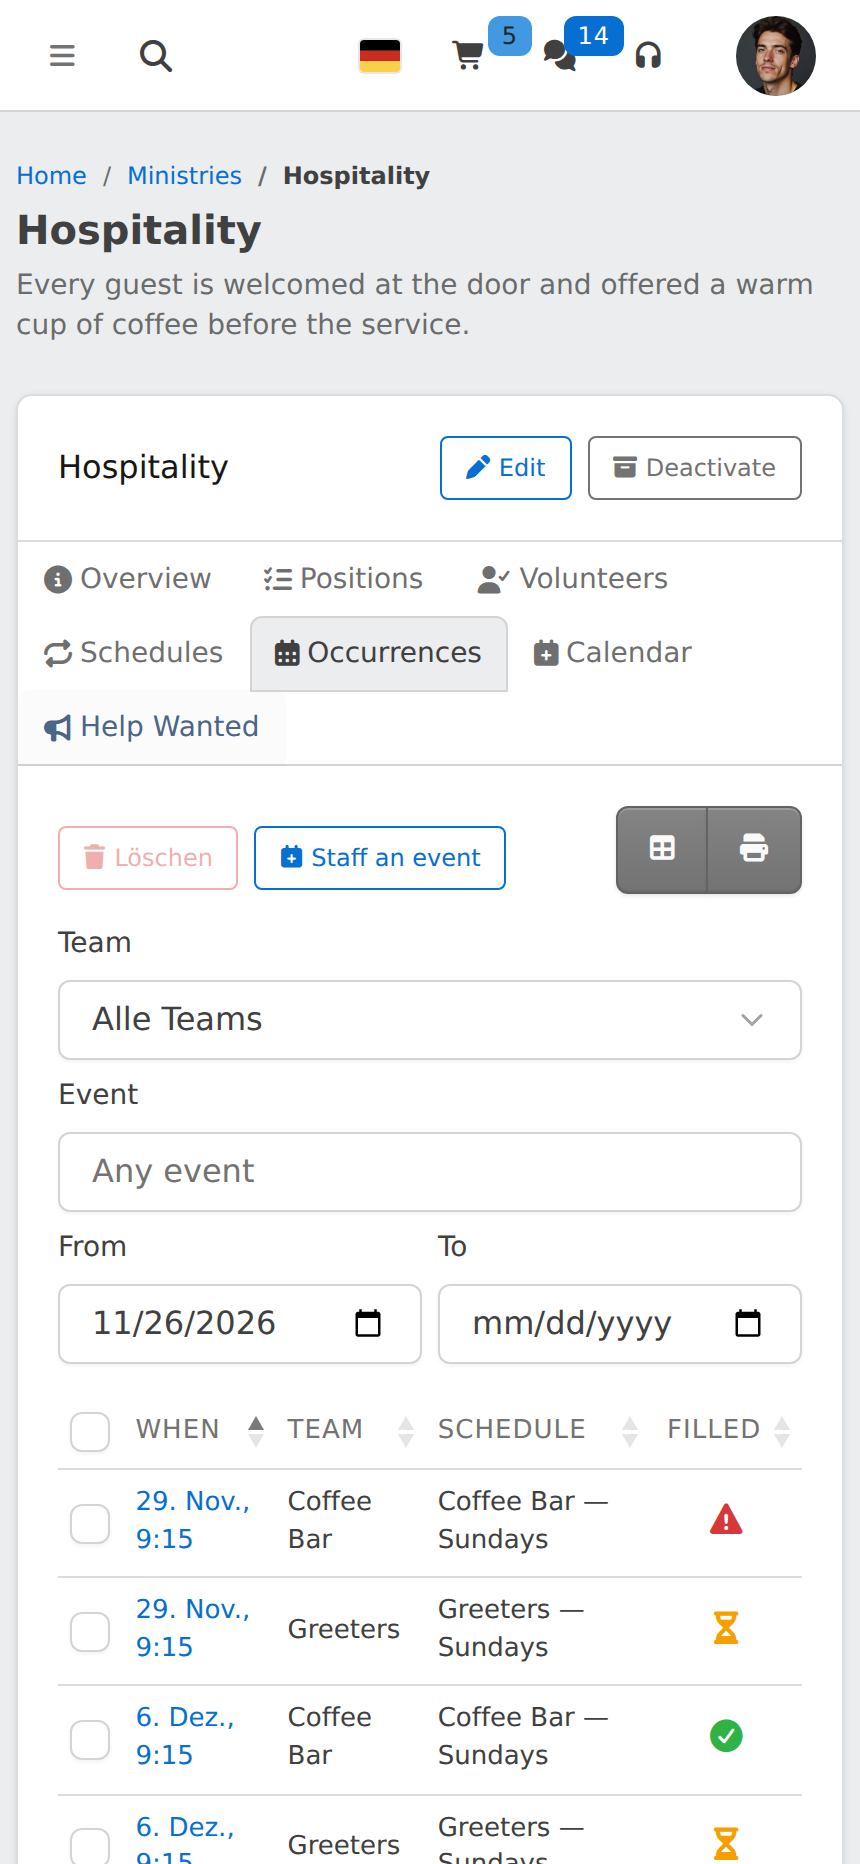 5
14
Home / Ministries / Hospitality
Hospitality
Every guest is welcomed at the door and offered a warm
cup of coffee before the service.
Hospitality
Edit
Deactivate
Overview
Positions
Volunteers
Schedules
Occurrences
Calendar
Help Wanted
Löschen
Staff an event
Team
Alle Teams
Event
Any event
From
To
11/26/2026
mm/dd/yyyy
WHEN
TEAM
SCHEDULE
FILLED
29. Nov.,
9:15
Coffee
Bar
Coffee Bar —
Sundays
29. Nov.,
9:15
Greeters
Greeters —
Sundays
6. Dez.,
9:15
Coffee
Bar
Coffee Bar —
Sundays
6. Dez.,
9:15
Greeters
Greeters —
Sundays